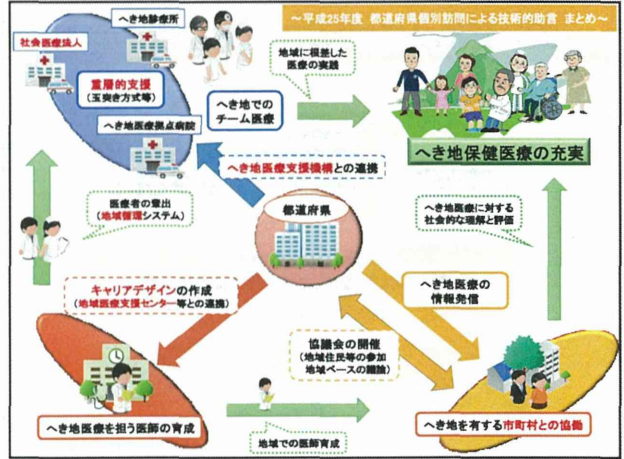 ～平成25年度 都道府県個別訪問による技術的助言 まとめ～
へき地診療所
社会医療法人
重層的支援
(玉突き方式等)
へき地医療拠点病院
へき地での
チーム医療
地域に根差した
医療の実践
へき地保健医療の充実
へき地医療支援機構との連携
都道府県
医療者の輩出
(地域循環システム)
へき地医療に対する
社会的な理解と評価
キャリアデザインの作成
(地域医療支援センター等との連携)
へき地医療の
情報発信
協議会の開催
(地域住民等の参加
地域ベースの議論)
へき地医療を担う医師の育成
地域での医師育成
へき地を有する市町村との協働